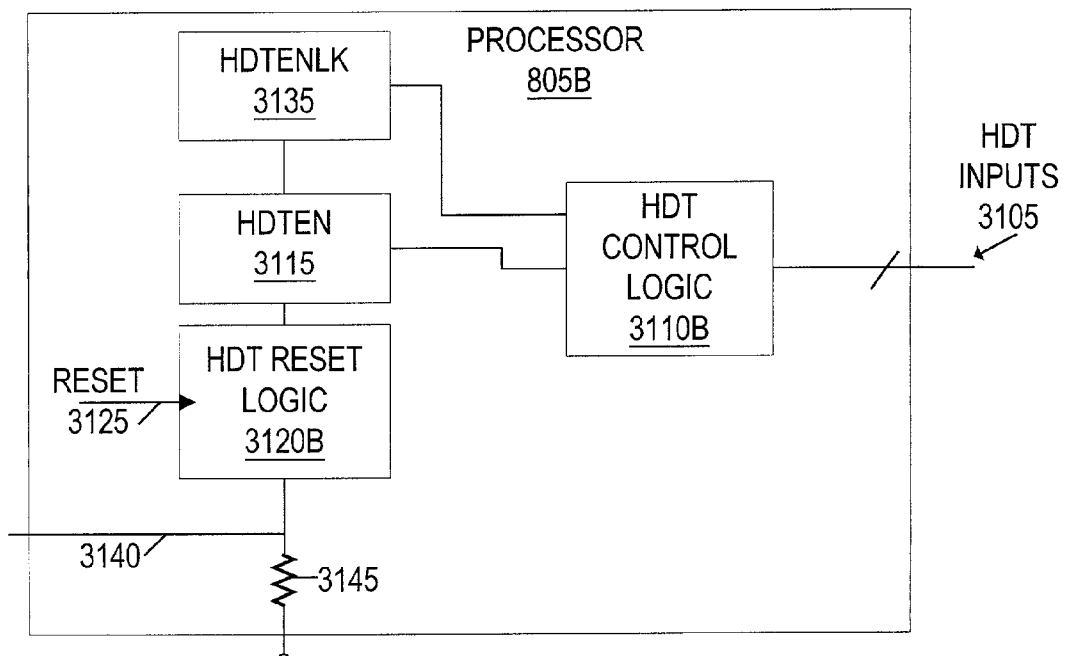 PROCESSOR
805B
HDTENLK
3135
HDTEN
3115
HDT RESET
LOGIC
3120B
RESET
3125
HDT
CONTROL
LOGIC
3110B
HDT
INPUTS
3105
3140
3145